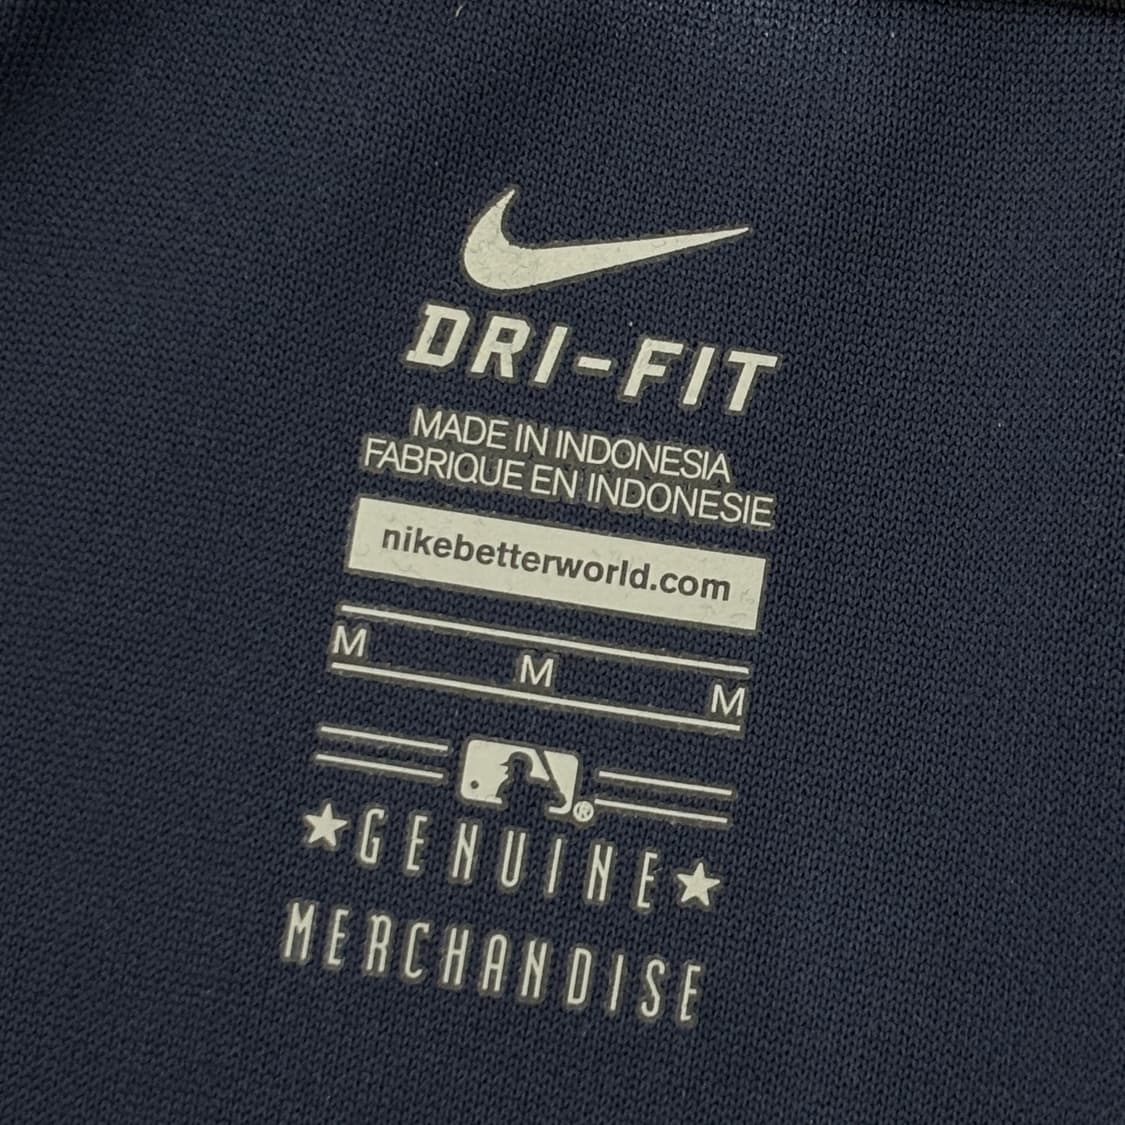 DRI-FIT
MADE IN INDONESIA
FABRIQUE EN INDONESIE
nikebetterworld.com
M M M
®
GENUINE
MERCHANDISE